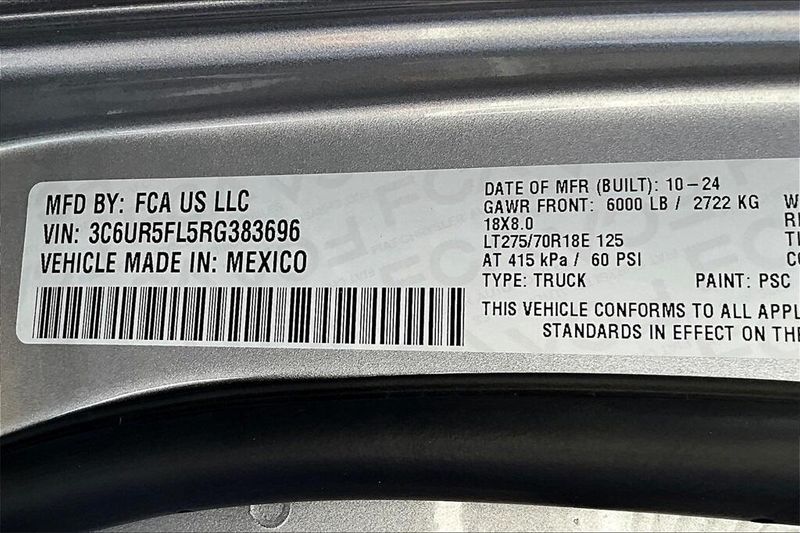 MFD BY: FCA US LLC
VIN: 3C6UR5FL5RG383696
VEHICLE MADE IN: MEXICO
DATE OF MFR (BUILT): 10-24
GAWR FRONT: 6000 LB / 2722 KG
18X8.0
LT275/70R18E 125
AT 415 kPa / 60 PSI
TYPE: TRUCK PAINT: PSC
THIS VEHICLE CONFORMS TO ALL APPL
STANDARDS IN EFFECT ON THE